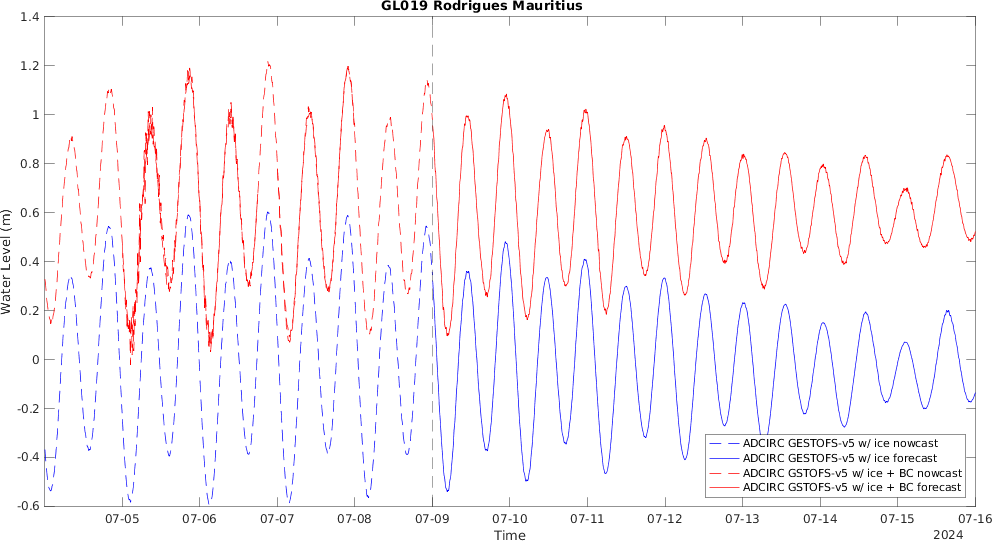 GL019 Rodrigues Mauritius
Water Level (m)
1.4
1.2
1
0.8
0.6
0.4
0.2
0
-0.2
-0.4
-0.6
ADCIRC GESTOFS-v5 w/ ice nowcast
ADCIRC GESTOFS-v5 w/ ice forecast
ADCIRC GSTOFS-v5 w/ ice + BC nowcast
ADCIRC GSTOFS-v5 w/ ice + BC forecast
07-05 07-06 07-07 07-08 07-09 07-10 07-11 07-12 07-13 07-14 07-15 07-16
Time
2024